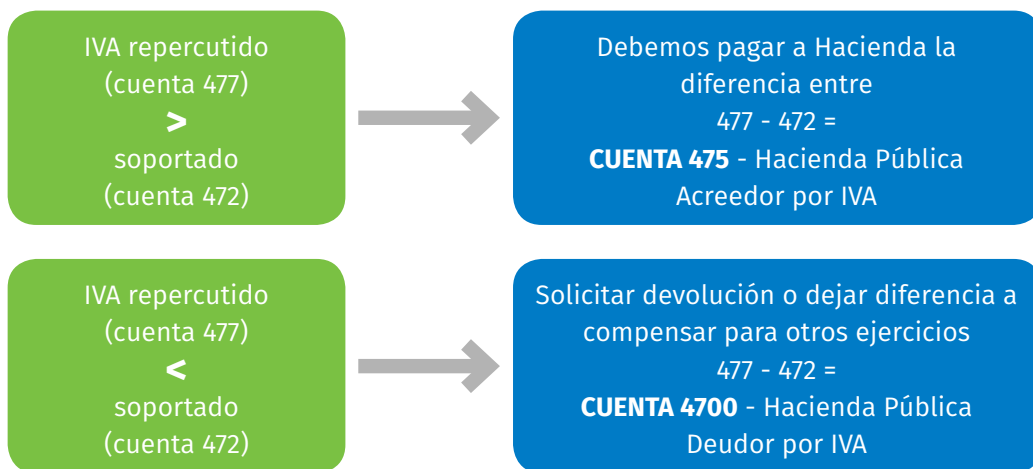 IVA repercutido
(cuenta 477)
>
soportado
(cuenta 472)
Debemos pagar a Hacienda la
diferencia entre
477 - 472 =
CUENTA 475 - Hacienda Pública
Acreedor por IVA
IVA repercutido
(cuenta 477)
<
soportado
(cuenta 472)
Solicitar devolución o dejar diferencia a
compensar para otros ejercicios
477 - 472 =
CUENTA 4700 - Hacienda Pública
Deudor por IVA